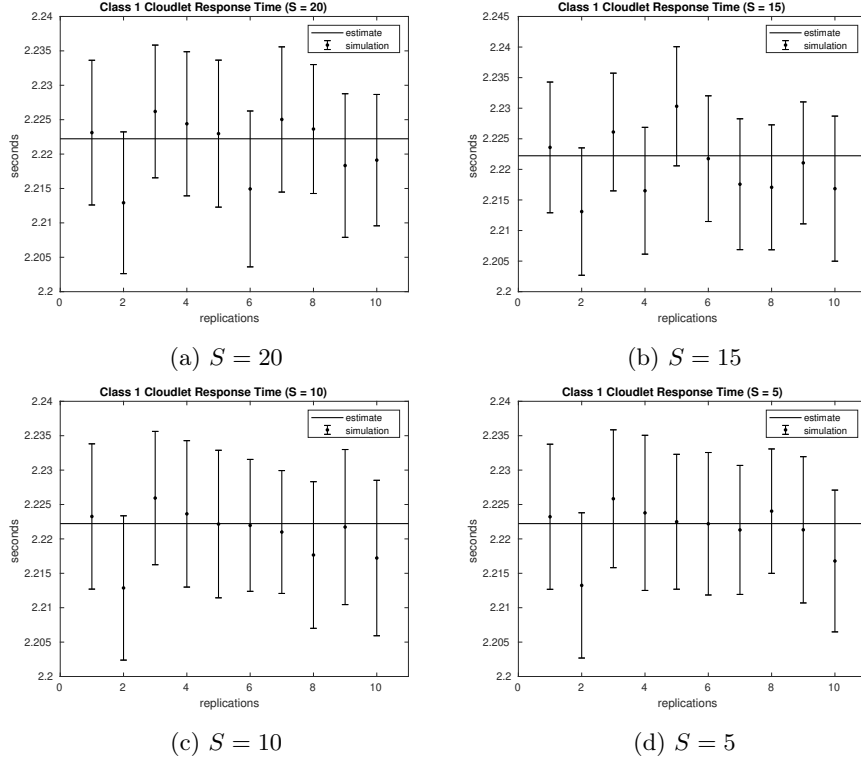 Class 1 Cloudlet Response Time (S = 20)
2.24
2.235
2.23
2.225
2.22
2.215
2.21
2.205
2.2
seconds
estimate
simulation
0 2 4 6 8 10
replications
(a) S = 20
Class 1 Cloudlet Response Time (S = 15)
2.245
2.24
2.235
2.23
2.225
2.22
2.215
2.21
2.205
2.2
seconds
estimate
simulation
0 2 4 6 8 10
replications
(b) S = 15
Class 1 Cloudlet Response Time (S = 10)
2.24
2.235
2.23
2.225
2.22
2.215
2.21
2.205
2.2
seconds
estimate
simulation
0 2 4 6 8 10
replications
(c) S = 10
Class 1 Cloudlet Response Time (S = 5)
2.24
2.235
2.23
2.225
2.22
2.215
2.21
2.205
2.2
seconds
estimate
simulation
0 2 4 6 8 10
replications
(d) S = 5